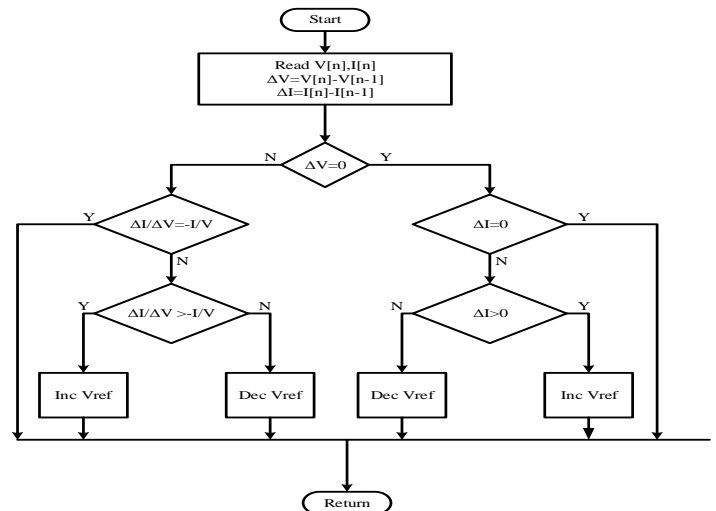 Start
Read V[n],I[n]
ΔV=V[n]-V[n-1]
ΔI=I[n]-I[n-1]
N
ΔV=0
Y
Y
ΔI/ΔV=-I/V
ΔI=0
Y
N
N
Y
ΔI/ΔV >-I/V
N
N
ΔI>0
Y
Inc Vref
Dec Vref
Dec Vref
Inc Vref
Return